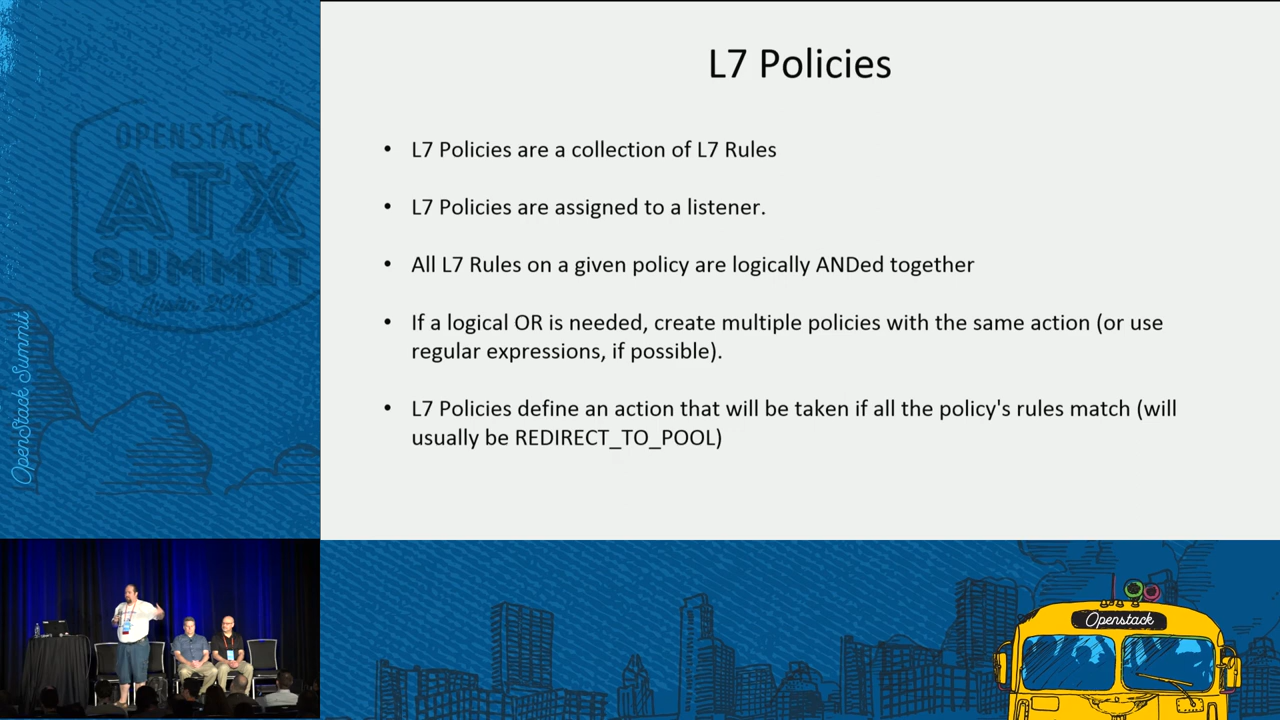 L7 Policies
• L7 Policies are a collection of L7 Rules
• L7 Policies are assigned to a listener.
• All L7 Rules on a given policy are logically ANDed together
• If a logical OR is needed, create multiple policies with the same action (or use
regular expressions, if possible).
• L7 Policies define an action that will be taken if all the policy's rules match (will
usually be REDIRECT_TO_POOL)
OPENSTACK
ATX
SUMMIT
Austin 2016
OpenStack Summit
Openstack